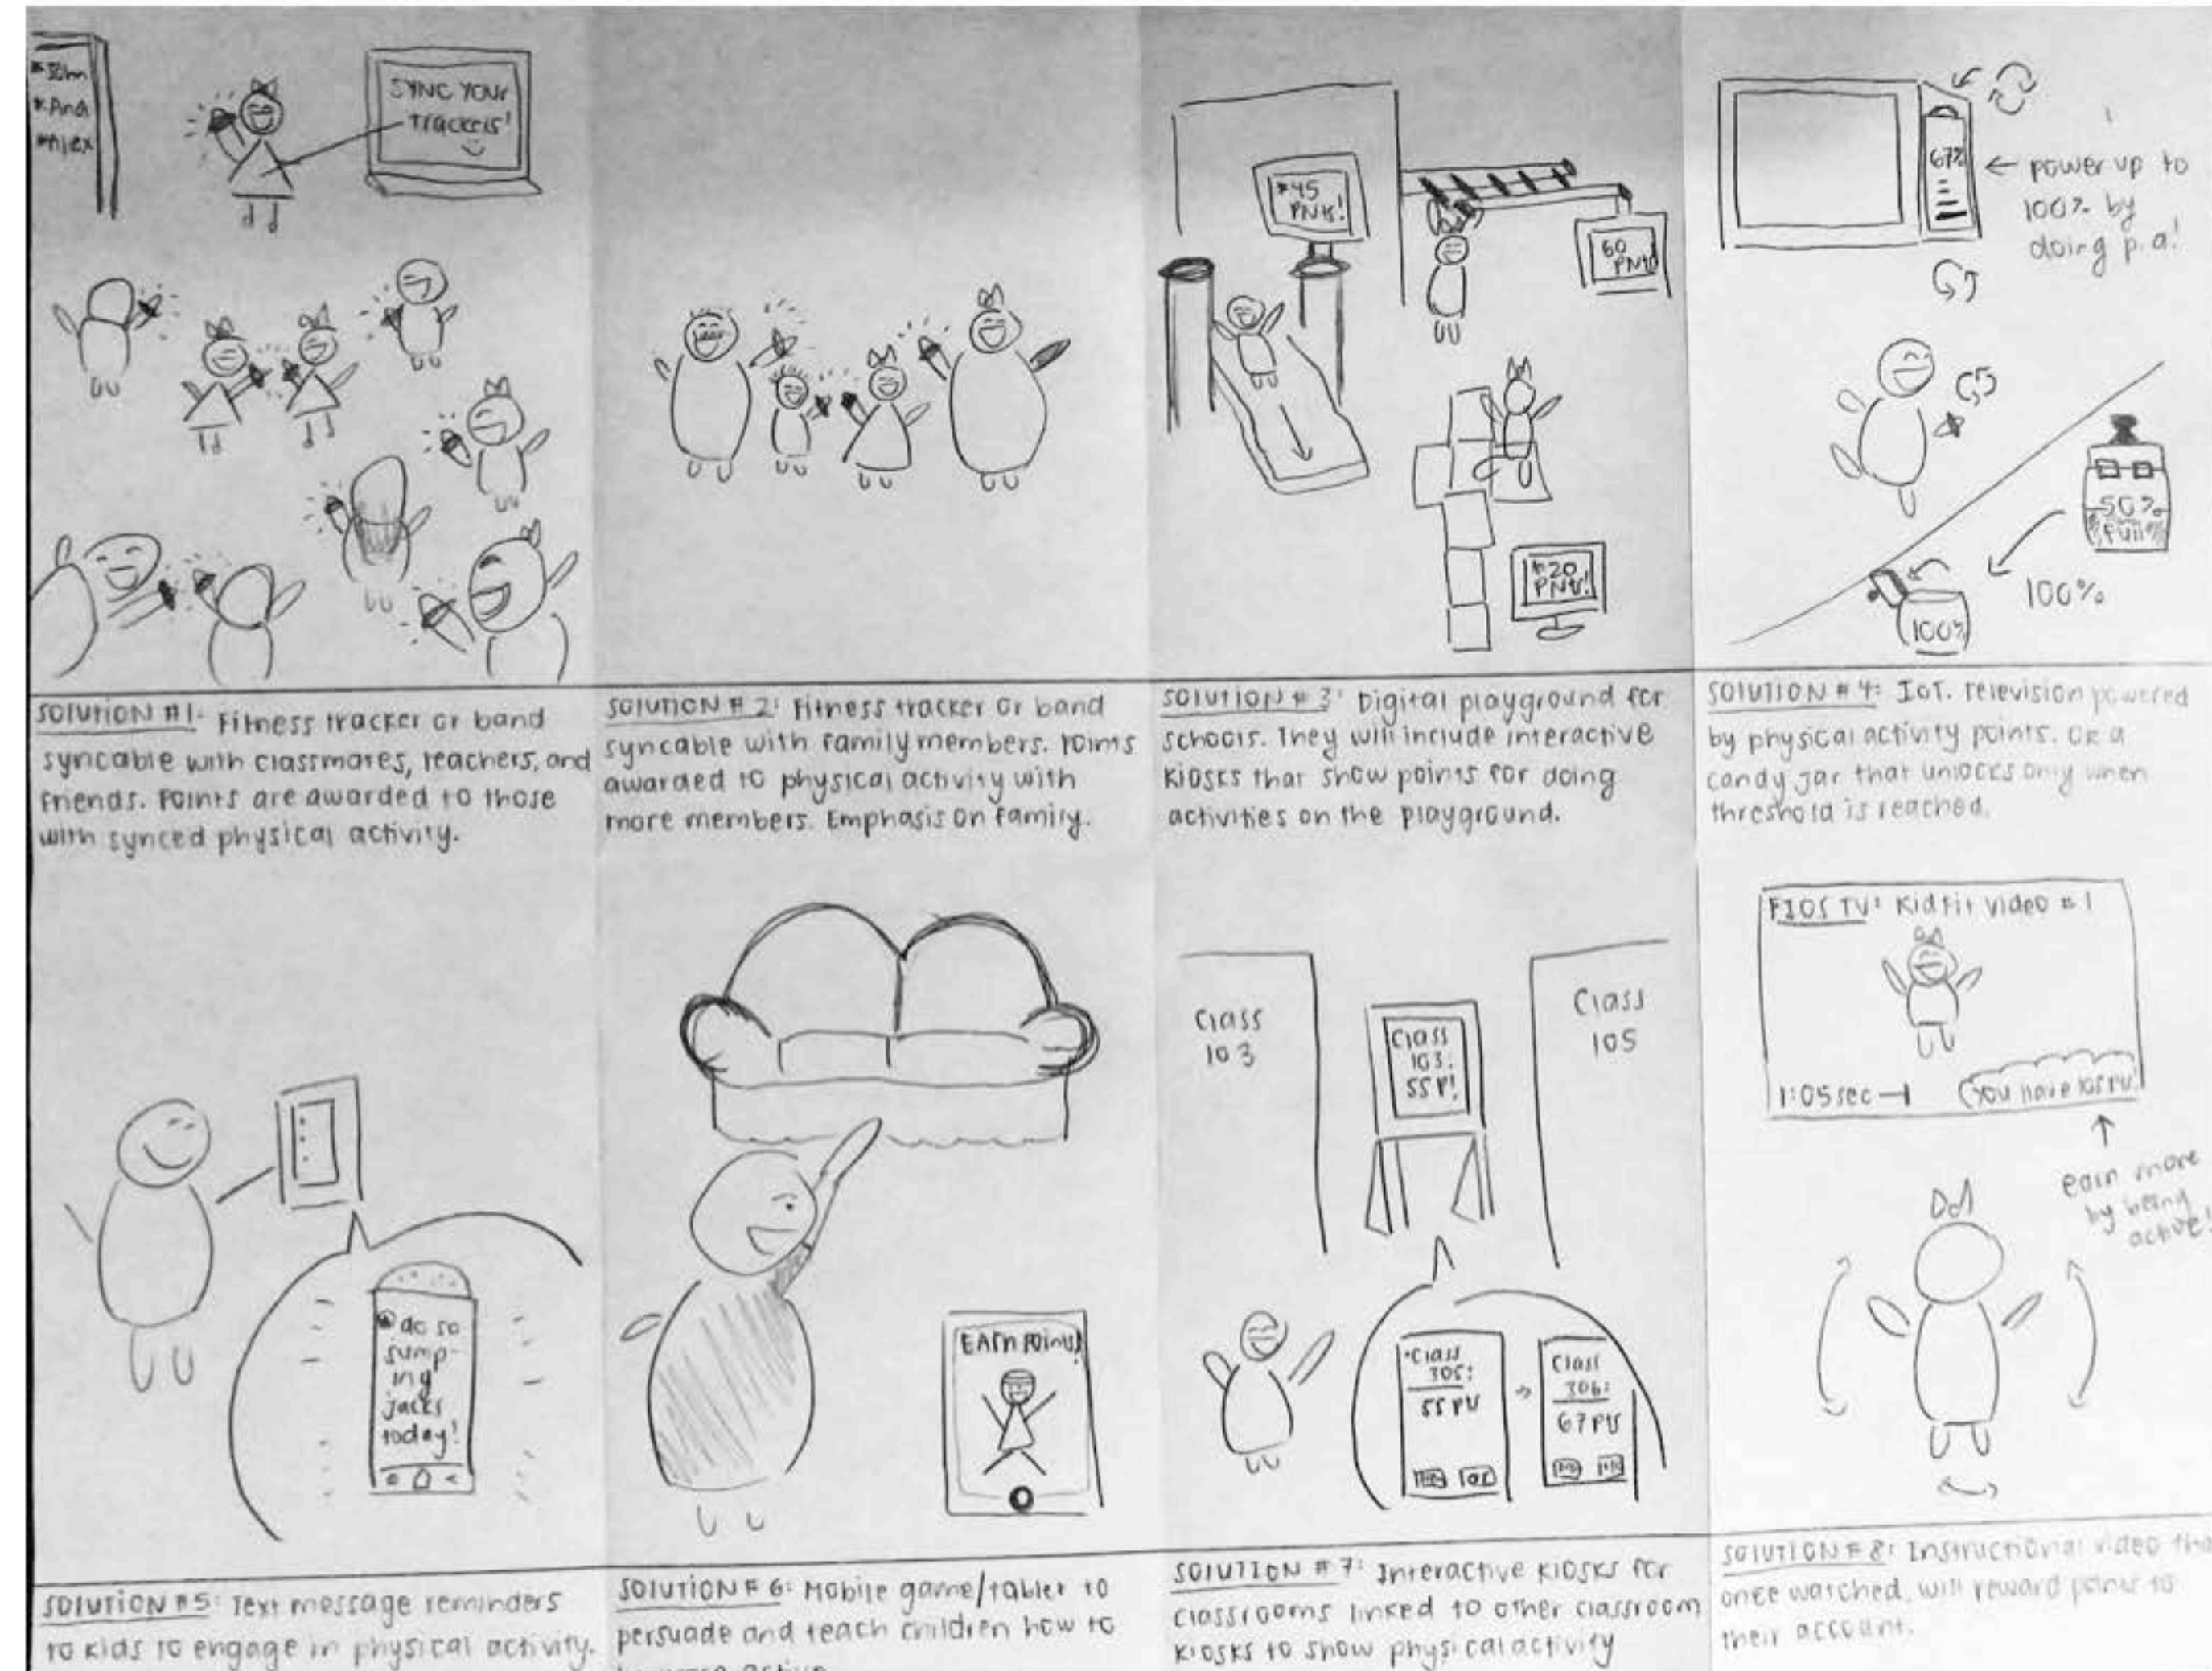 *John
*And
*Alex
SYNC YOUR
TRACKERS!
*45
PNTS!
60
PNTS
*20
PNTS!
67%
← power up to
100% by
doing p.a!
50%
full
100%
100%
SOLUTION #1: Fitness tracker or band
syncable with classmates, teachers, and
friends. Points are awarded to those
with synced physical activity.
SOLUTION # 2: Fitness tracker or band
syncable with family members. Points
awarded to physical activity with
more members. Emphasis on family.
SOLUTION # 3: Digital playground for
schools. They will include interactive
kiosks that show points for doing
activities on the playground.
SOLUTION # 4: IoT. Television powered
by physical activity points. OR a
candy jar that unlocks only when
threshold is reached.
do 50
jump-
ing
jacks
today!
EARN POINTS!
Class
103
Class
103:
55 P!
Class
105
Class
305:
55 PTS
Class
306:
67 PTS
FIOS TV: KidFit Video #1
1:05 sec
You have
earn more
by being
active!
SOLUTION #5: Text message reminders
to kids to engage in physical activity.
SOLUTION # 6: Mobile game/tablet to
persuade and teach children how to
be more active
SOLUTION # 7: Interactive kiosks for
classrooms linked to other classroom
kiosks to show physical activity
SOLUTION # 8: Instructional video tha
once watched, will reward points to
their account.